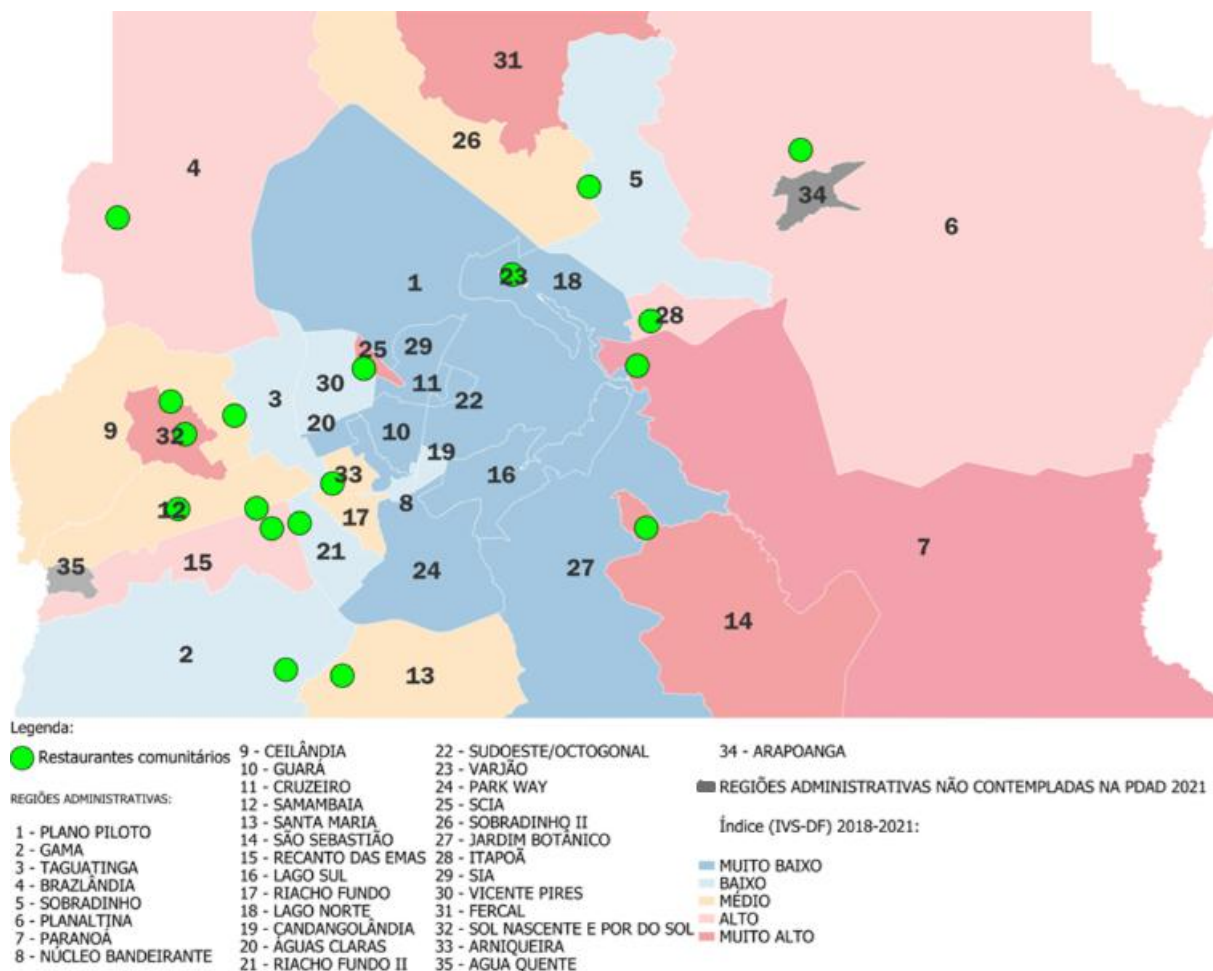 31
26
4
5
34
6
1
23
18
28
25
29
30
11
3
22
9
32
20
10
19
33
16
12
8
17
35
21
7
15
24
27
14
2
13
Legenda:
Restaurantes comunitários
REGIÕES ADMINISTRATIVAS:
1 - PLANO PILOTO
2 - GAMA
3 - TAGUATINGA
4 - BRAZLÂNDIA
5 - SOBRADINHO
6 - PLANALTINA
7 - PARANOÁ
8 - NÚCLEO BANDEIRANTE
9 - CEILÂNDIA
10 - GUARÁ
11 - CRUZEIRO
12 - SAMAMBAIA
13 - SANTA MARIA
14 - SÃO SEBASTIÃO
15 - RECANTO DAS EMAS
16 - LAGO SUL
17 - RIACHO FUNDO
18 - LAGO NORTE
19 - CANDANGOLÂNDIA
20 - ÁGUAS CLARAS
21 - RIACHO FUNDO II
22 - SUDOESTE/OCTOGONAL
23 - VARJÃO
24 - PARK WAY
25 - SCIA
26 - SOBRADINHO II
27 - JARDIM BOTÂNICO
28 - ITAPOÃ
29 - SIA
30 - VICENTE PIRES
31 - FERCAL
32 - SOL NASCENTE E POR DO SOL
33 - ARNIQUEIRA
35 - AGUA QUENTE
34 - ARAPOANGA
REGIÕES ADMINISTRATIVAS NÃO CONTEMPLADAS NA PDAD 2021
Índice (IVS-DF) 2018-2021:
MUITO BAIXO
BAIXO
MÉDIO
ALTO
MUITO ALTO